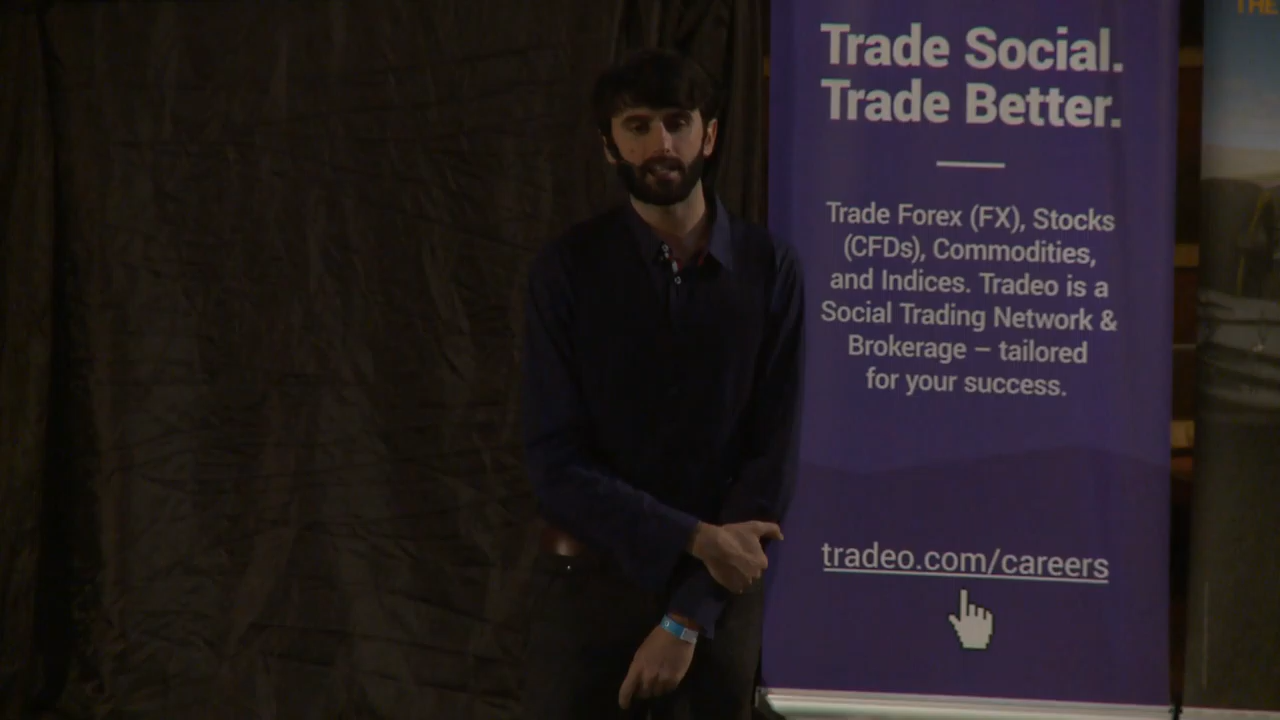 THE
Trade Social.
Trade Better.
Trade Forex (FX), Stocks
(CFDs), Commodities,
and Indices. Tradeo is a
Social Trading Network &
Brokerage – tailored
for your success.
tradeo.com/careers